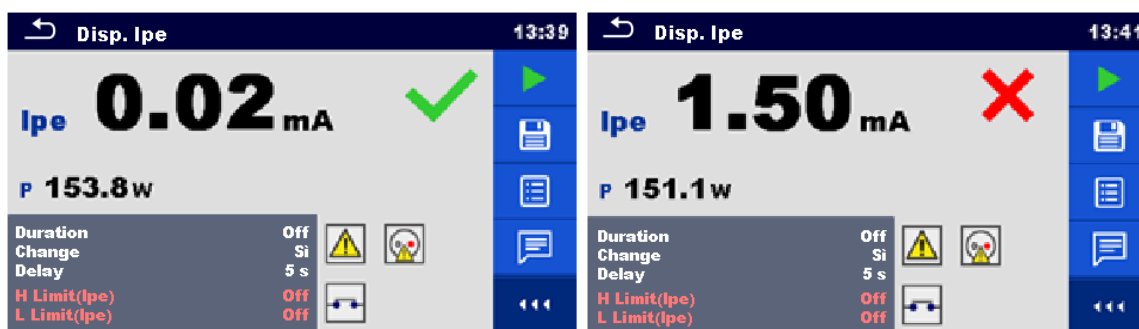 Disp. Ipe 13:39
Ipe 0.02 mA
P 153.8 w
Duration Off
Change Sì
Delay 5 s
H Limit(Ipe) Off
L Limit(Ipe) Off
Disp. Ipe 13:41
Ipe 1.50 mA
P 151.1 w
Duration Off
Change Sì
Delay 5 s
H Limit(Ipe) Off
L Limit(Ipe) Off